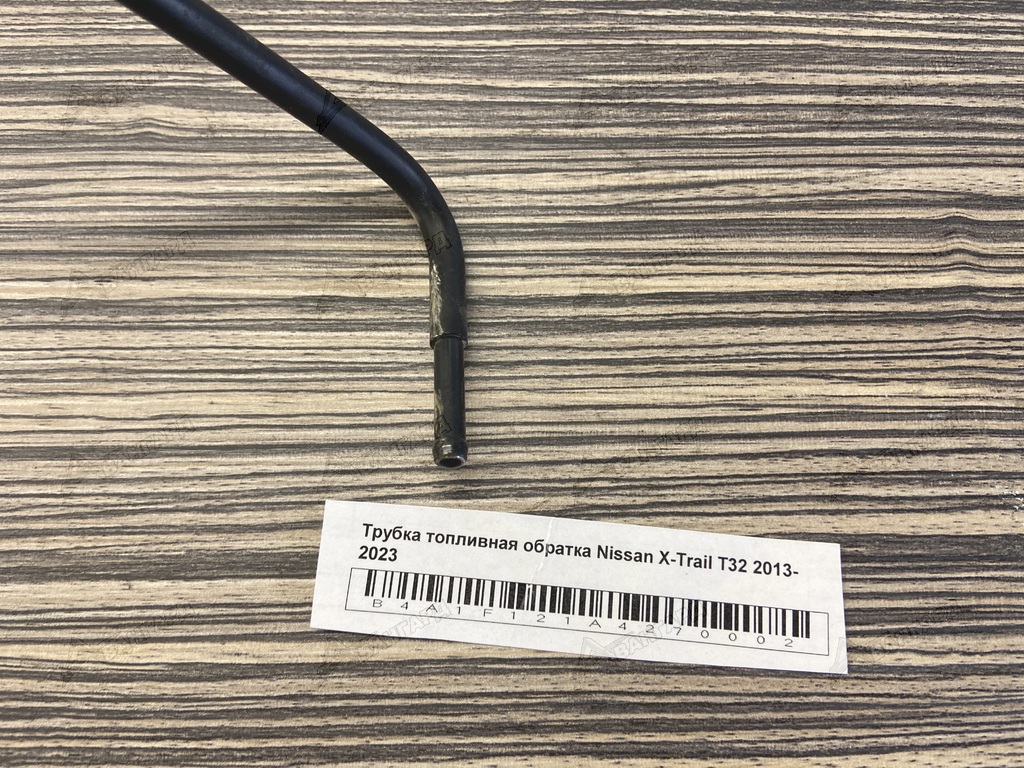 Трубка топливная обратка Nissan X-Trail T32 2013-
2023
B4A1F121A4270002